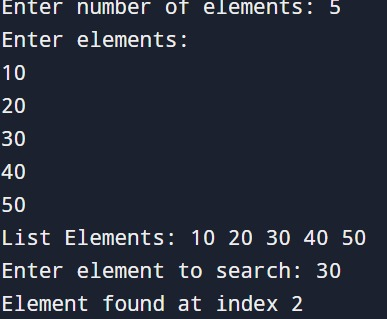 Enter number of elements: 5
Enter elements:
10
20
30
40
50
List Elements: 10 20 30 40 50
Enter element to search: 30
Element found at index 2